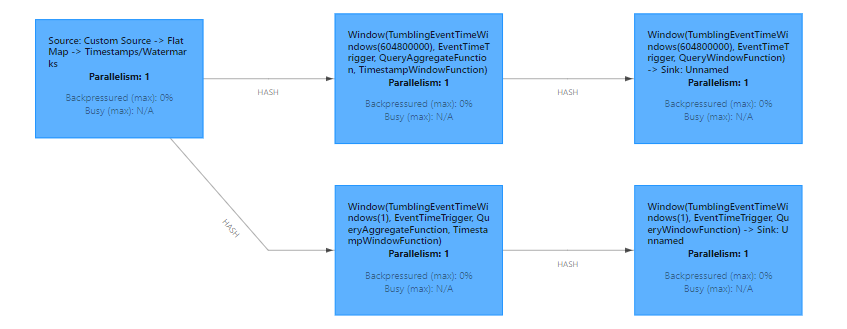 Source: Custom Source -> Flat
Map -> Timestamps/Watermar
ks
Parallelism: 1
Backpressured (max): 0%
Busy (max): N/A
HASH
Window(TumblingEventTimeWi
ndows(604800000), EventTimeT
rigger, QueryAggregateFunctio
n, TimestampWindowFunction)
Parallelism: 1
Backpressured (max): 0%
Busy (max): N/A
HASH
Window(TumblingEventTimeWi
ndows(604800000), EventTimeT
rigger, QueryWindowFunction)
-> Sink: Unnamed
Parallelism: 1
Backpressured (max): 0%
Busy (max): N/A
HASH
Window(TumblingEventTimeWi
ndows(1), EventTimeTrigger, Qu
eryAggregateFunction, Timesta
mpWindowFunction)
Parallelism: 1
Backpressured (max): 0%
Busy (max): N/A
HASH
Window(TumblingEventTimeWi
ndows(1), EventTimeTrigger, Qu
eryWindowFunction) -> Sink: U
nnamed
Parallelism: 1
Backpressured (max): 0%
Busy (max): N/A